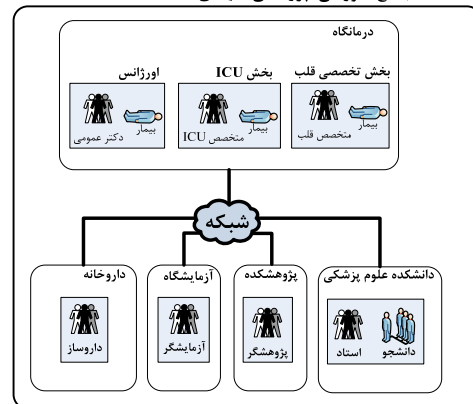 درمانگاه
بخش تخصصی قلب
بخش ICU
اورژانس
بیمار
متخصص قلب
بیمار
متخصص ICU
بیمار
دکتر عمومی
شبکه
دانشکده علوم پزشکی
پژوهشکده
آزمایشگاه
داروخانه
دانشجو
استاد
پژوهشگر
آزمایشگر
داروساز